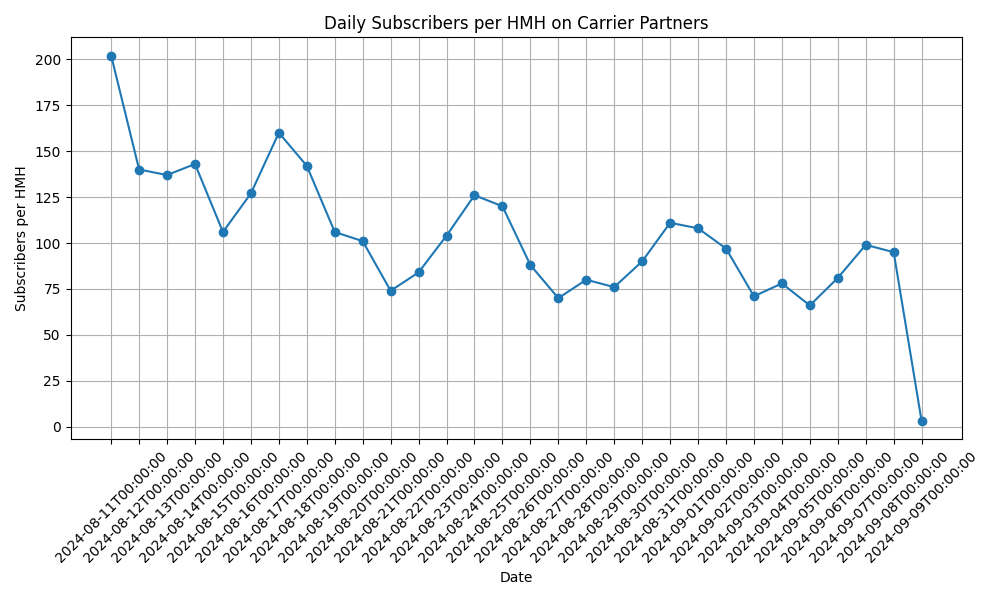 Daily Subscribers per HMH on Carrier Partners
Subscribers per HMH
200
175
150
125
100
75
50
25
0
2024-08-11T00:00:00
2024-08-12T00:00:00
2024-08-13T00:00:00
2024-08-14T00:00:00
2024-08-15T00:00:00
2024-08-16T00:00:00
2024-08-17T00:00:00
2024-08-18T00:00:00
2024-08-19T00:00:00
2024-08-20T00:00:00
2024-08-21T00:00:00
2024-08-22T00:00:00
2024-08-23T00:00:00
2024-08-24T00:00:00
2024-08-25T00:00:00
2024-08-26T00:00:00
2024-08-27T00:00:00
2024-08-28T00:00:00
2024-08-29T00:00:00
2024-08-30T00:00:00
2024-08-31T00:00:00
2024-09-01T00:00:00
2024-09-02T00:00:00
2024-09-03T00:00:00
2024-09-04T00:00:00
2024-09-05T00:00:00
2024-09-06T00:00:00
2024-09-07T00:00:00
2024-09-08T00:00:00
2024-09-09T00:00:00
Date